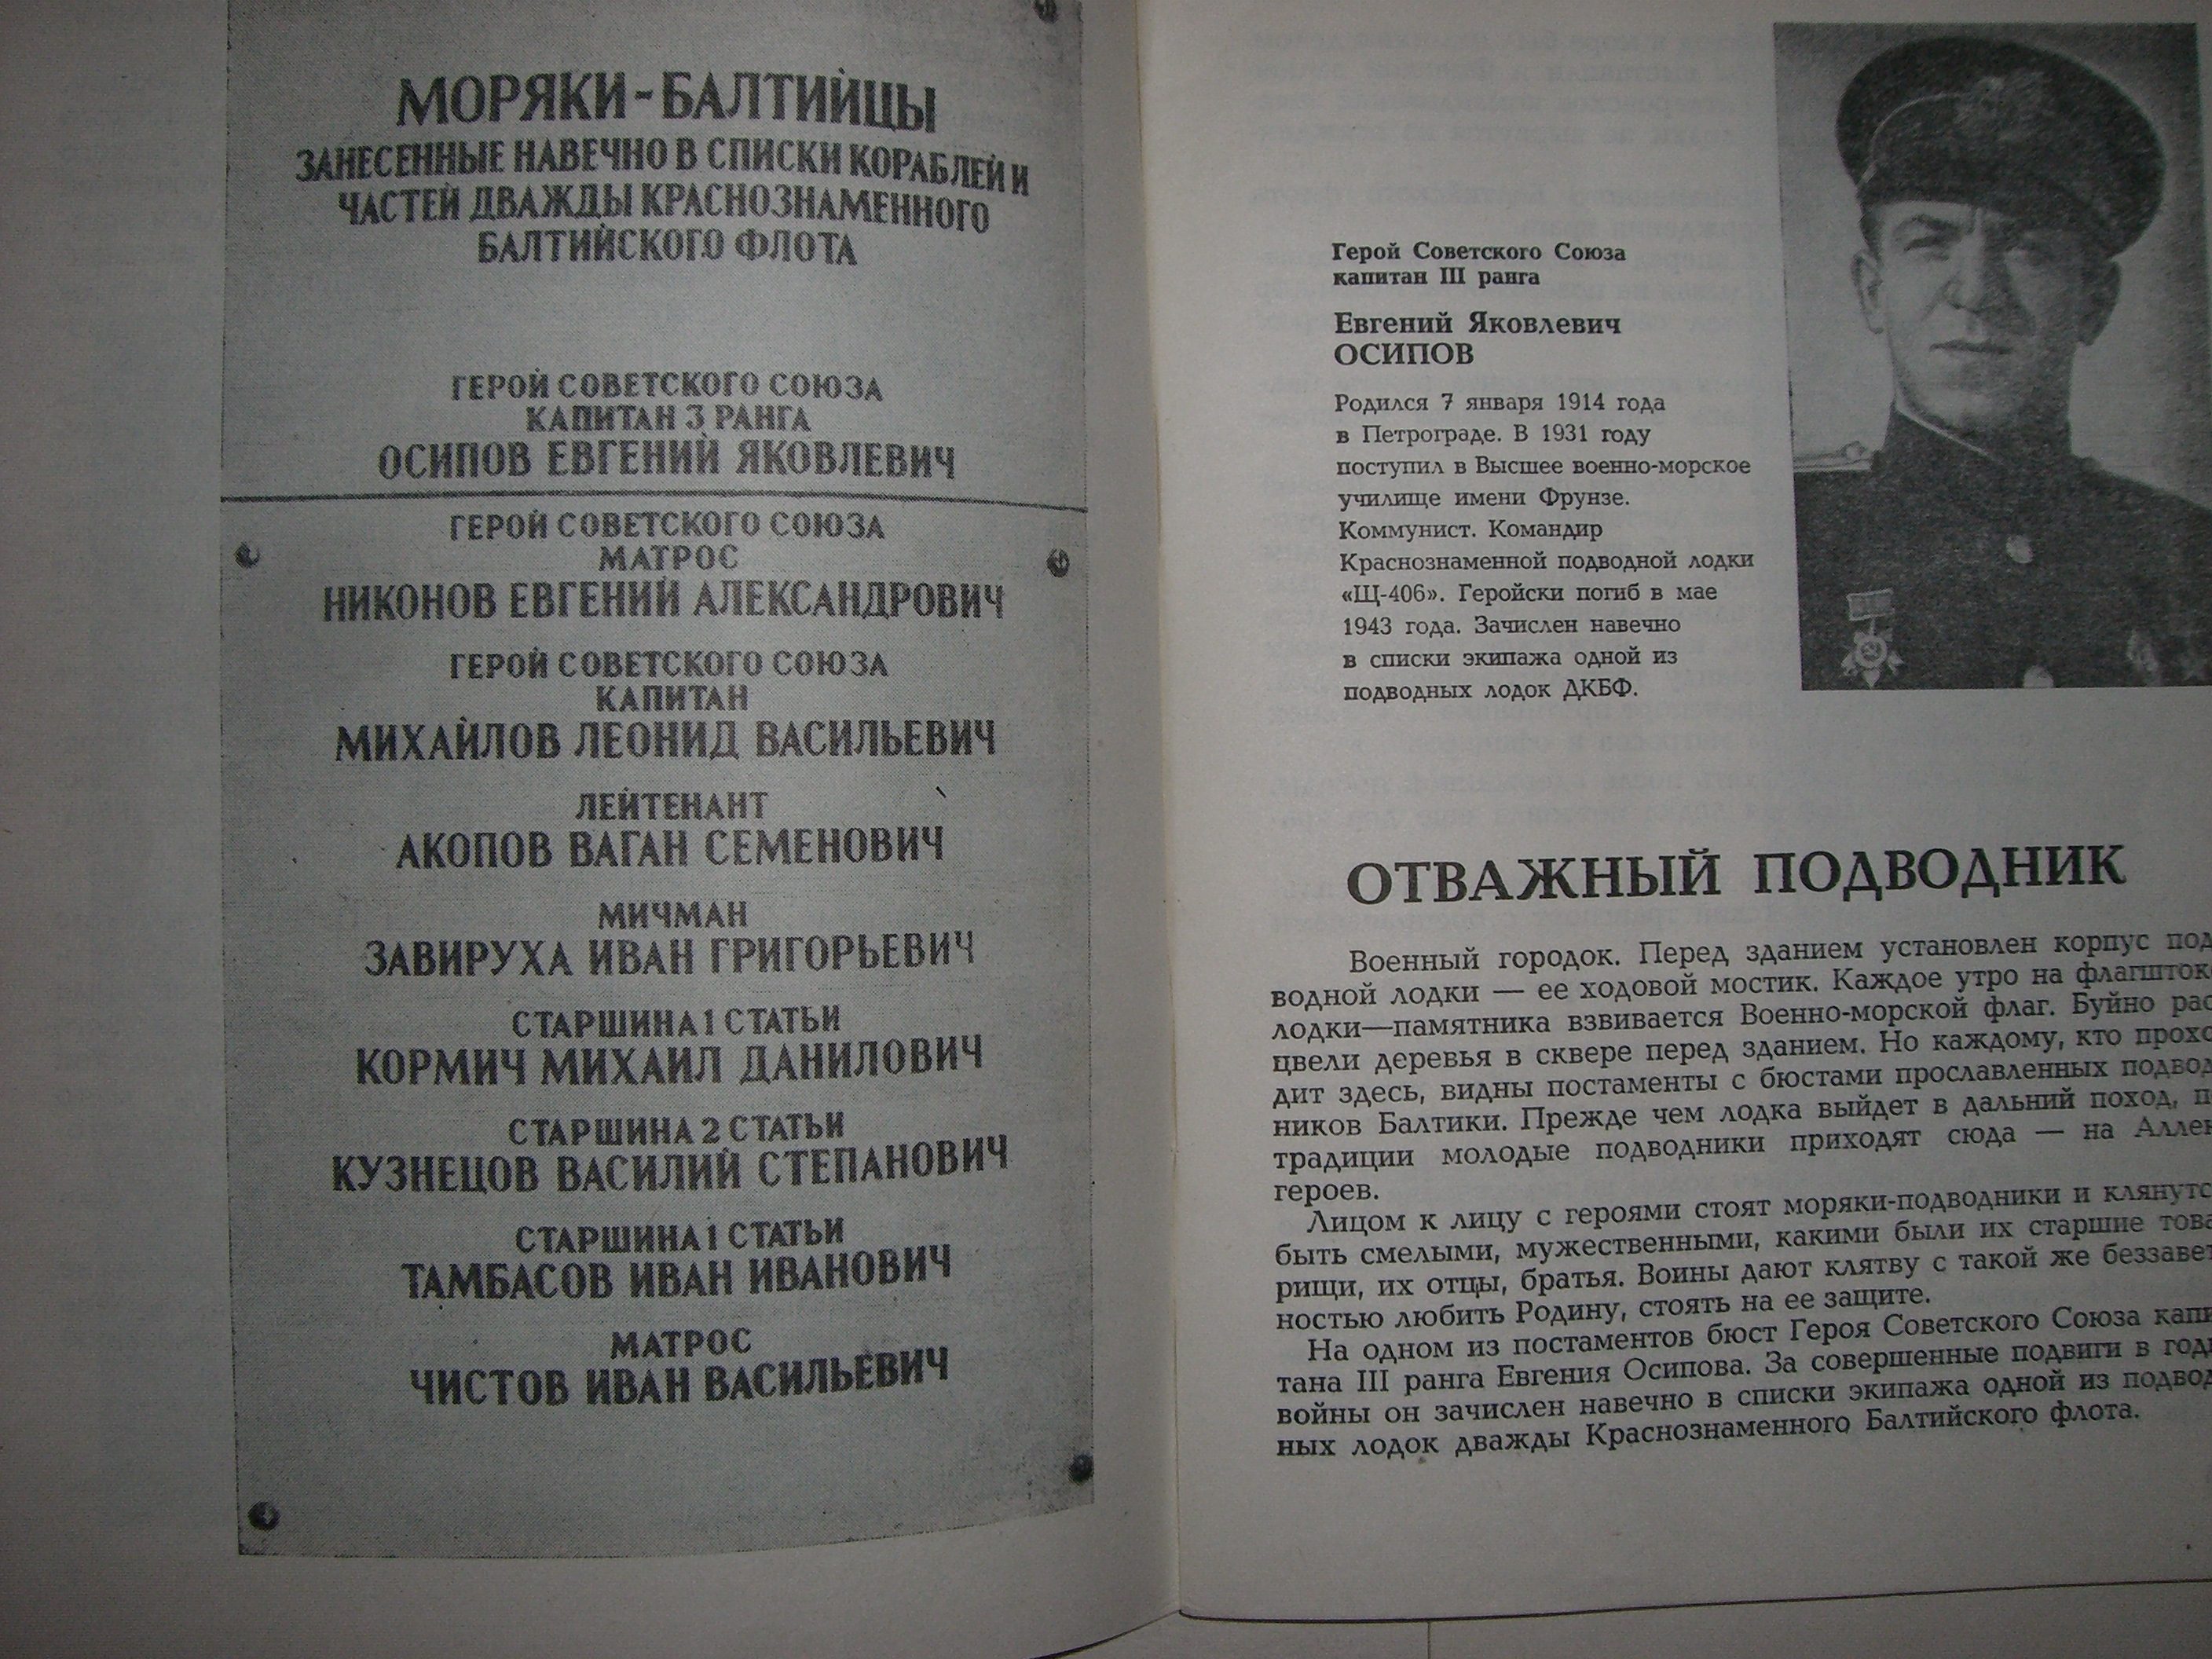 МОРЯКИ-БАЛТИЙЦЫ
ЗАНЕСЕННЫЕ НАВЕЧНО В СПИСКИ КОРАБЛЕЙ И
ЧАСТЕЙ ДВАЖДЫ КРАСНОЗНАМЕННОГО
БАЛТИЙСКОГО ФЛОТА
ГЕРОЙ СОВЕТСКОГО СОЮЗА
КАПИТАН 3 РАНГА
ОСИПОВ ЕВГЕНИЙ ЯКОВЛЕВИЧ
ГЕРОЙ СОВЕТСКОГО СОЮЗА
МАТРОС
НИКОНОВ ЕВГЕНИЙ АЛЕКСАНДРОВИЧ
ГЕРОЙ СОВЕТСКОГО СОЮЗА
КАПИТАН
МИХАЙЛОВ ЛЕОНИД ВАСИЛЬЕВИЧ
ЛЕЙТЕНАНТ
АКОПОВ ВАГАН СЕМЕНОВИЧ
МИЧМАН
ЗАВИРУХА ИВАН ГРИГОРЬЕВИЧ
СТАРШИНА 1 СТАТЬИ
КОРМИЧ МИХАИЛ ДАНИЛОВИЧ
СТАРШИНА 2 СТАТЬИ
КУЗНЕЦОВ ВАСИЛИЙ СТЕПАНОВИЧ
СТАРШИНА 1 СТАТЬИ
ТАМБАСОВ ИВАН ИВАНОВИЧ
МАТРОС
ЧИСТОВ ИВАН ВАСИЛЬЕВИЧ
Герой Советского Союза
капитан III ранга
Евгений Яковлевич
ОСИПОВ
Родился 7 января 1914 года
в Петрограде. В 1931 году
поступил в Высшее военно-морское
училище имени Фрунзе.
Коммунист. Командир
Краснознаменной подводной лодки
«Щ-406». Геройски погиб в мае
1943 года. Зачислен навечно
в списки экипажа одной из
подводных лодок ДКБФ.
ОТВАЖНЫЙ ПОДВОДНИК
Военный городок. Перед зданием установлен корпус под
водной лодки — ее ходовой мостик. Каждое утро на флагшток
лодки—памятника взвивается Военно-морской флаг. Буйно рас
цвели деревья в сквере перед зданием. Но каждому, кто прохо
дит здесь, видны постаменты с бюстами прославленных подвод
ников Балтики. Прежде чем лодка выйдет в дальний поход, п
традиции молодые подводники приходят сюда — на Алле
героев.
Лицом к лицу с героями стоят моряки-подводники и клянутс
быть смелыми, мужественными, какими были их старшие това
рищи, их отцы, братья. Воины дают клятву с такой же беззавет
ностью любить Родину, стоять на ее защите.
На одном из постаментов бюст Героя Советского Союза капи
тана III ранга Евгения Осипова. За совершенные подвиги в год
войны он зачислен навечно в списки экипажа одной из подвод
ных лодок дважды Краснознаменного Балтийского флота.